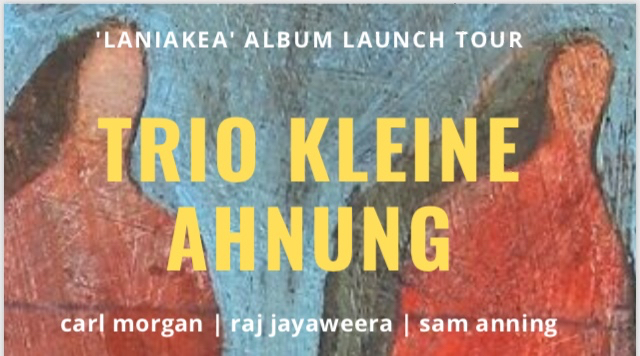 'LANIAKEA' ALBUM LAUNCH TOUR
TRIO KLEINE
AHNUNG
carl morgan | raj jayaweera | sam anning